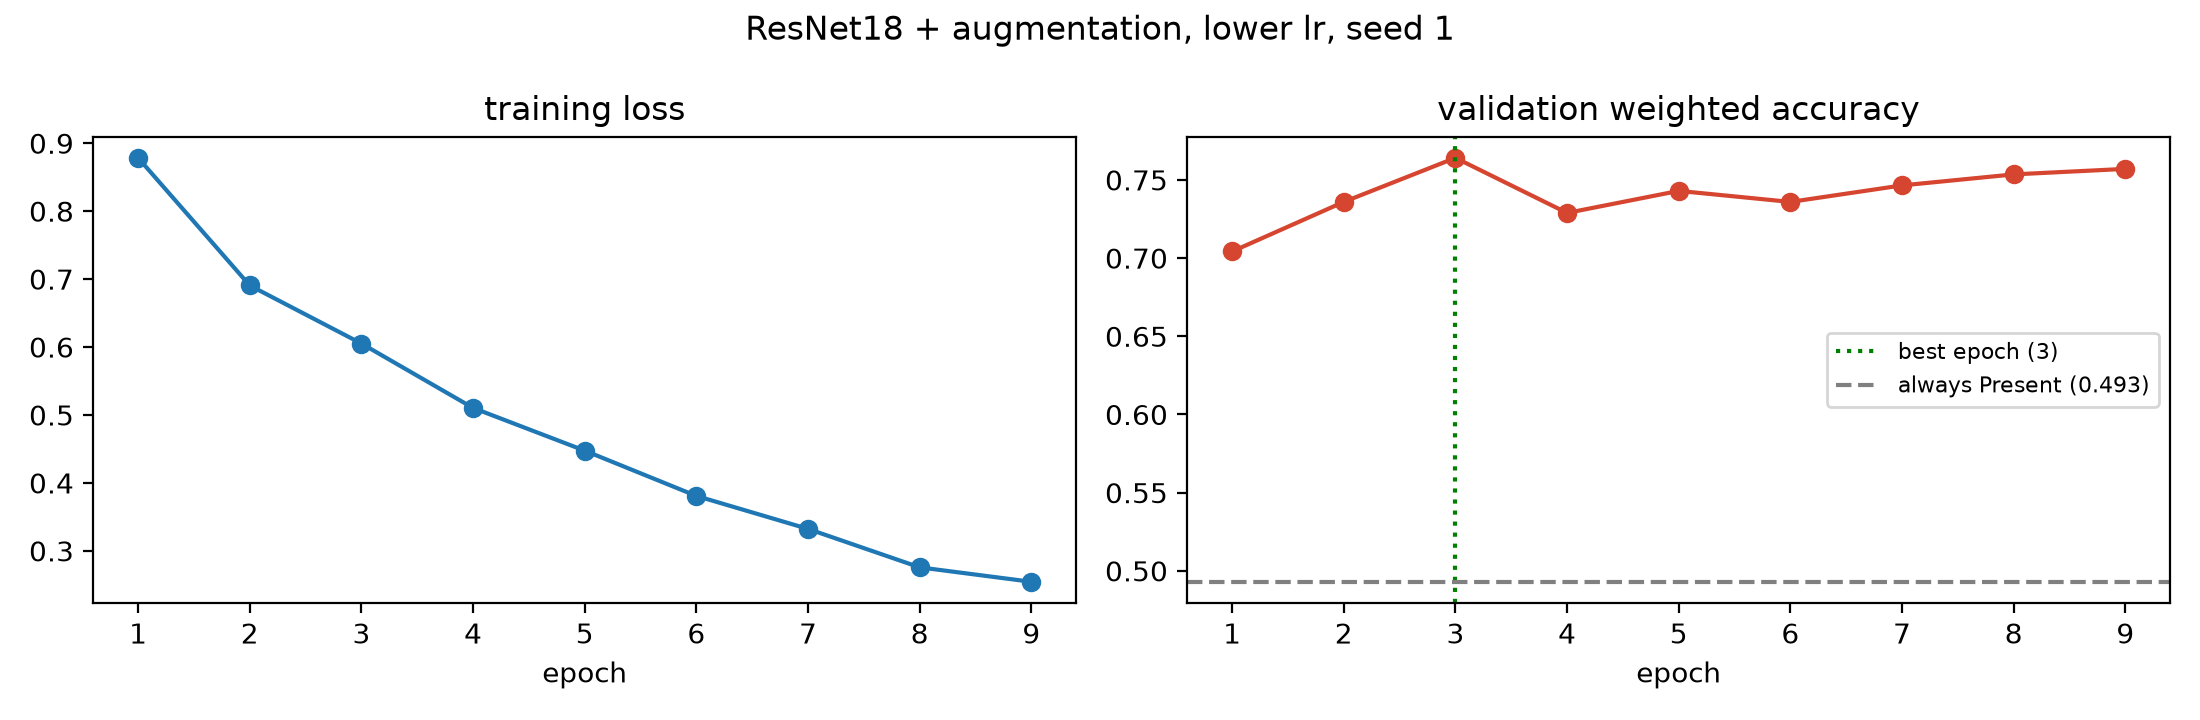 ResNet18 + augmentation, lower lr, seed 1
training loss
0.9
0.8
0.7
0.6
0.5
0.4
0.3
1 2 3 4 5 6 7 8 9
epoch
validation weighted accuracy
0.75
0.70
0.65
0.60
0.55
0.50
best epoch (3)
always Present (0.493)
1 2 3 4 5 6 7 8 9
epoch